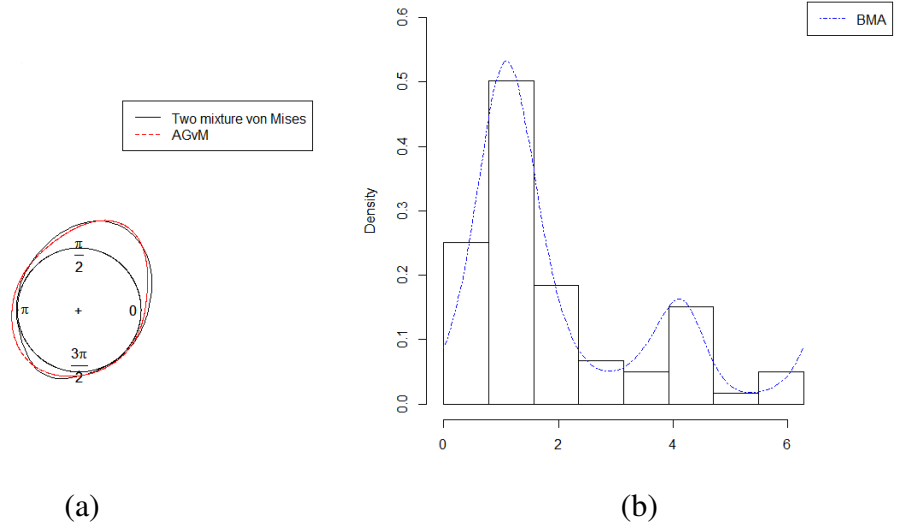 Two mixture von Mises
AGvM
π
2
π
+
0
3π
2
(a)
BMA
Density
0.6
0.5
0.4
0.3
0.2
0.1
0.0
0 2 4 6
(b)